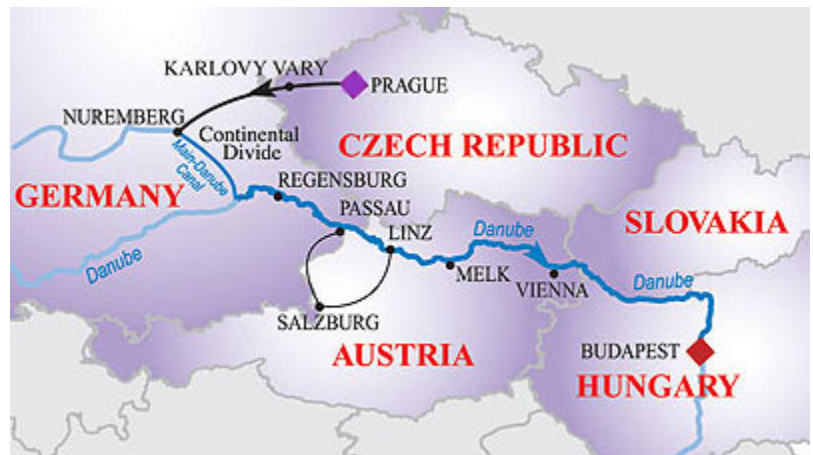 KARLOVY VARY
PRAGUE
NUREMBERG
Continental
Divide
CZECH REPUBLIC
Main-Danube
Canal
GERMANY
REGENSBURG
PASSAU
SLOVAKIA
LINZ
Danube
Danube
MELK
VIENNA
Danube
SALZBURG
AUSTRIA
BUDAPEST
HUNGARY